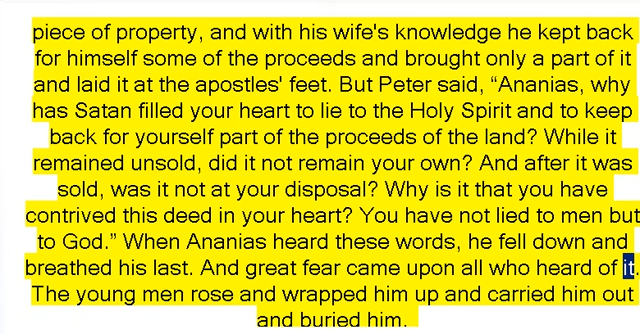 piece of property, and with his wife's knowledge he kept back
for himself some of the proceeds and brought only a part of it
and laid it at the apostles' feet. But Peter said, “Ananias, why
has Satan filled your heart to lie to the Holy Spirit and to keep
back for yourself part of the proceeds of the land? While it
remained unsold, did it not remain your own? And after it was
sold, was it not at your disposal? Why is it that you have
contrived this deed in your heart? You have not lied to men but
to God.” When Ananias heard these words, he fell down and
breathed his last. And great fear came upon all who heard of it.
The young men rose and wrapped him up and carried him out
and buried him.